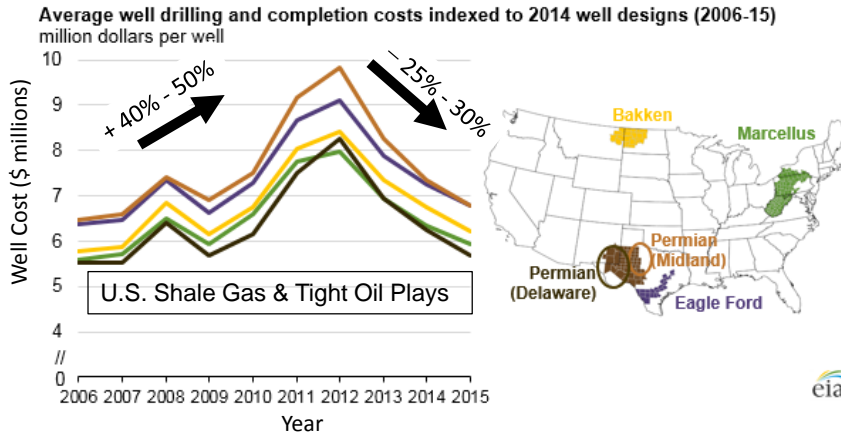 Average well drilling and completion costs indexed to 2014 well designs (2006-15)
million dollars per well
10
9
8
7
6
5
4
//
0
Well Cost ($ millions)
+ 40% - 50%
– 25% - 30%
U.S. Shale Gas & Tight Oil Plays
2006 2007 2008 2009 2010 2011 2012 2013 2014 2015
Year
Bakken
Marcellus
Permian
(Midland)
Permian
(Delaware)
Eagle Ford
eia